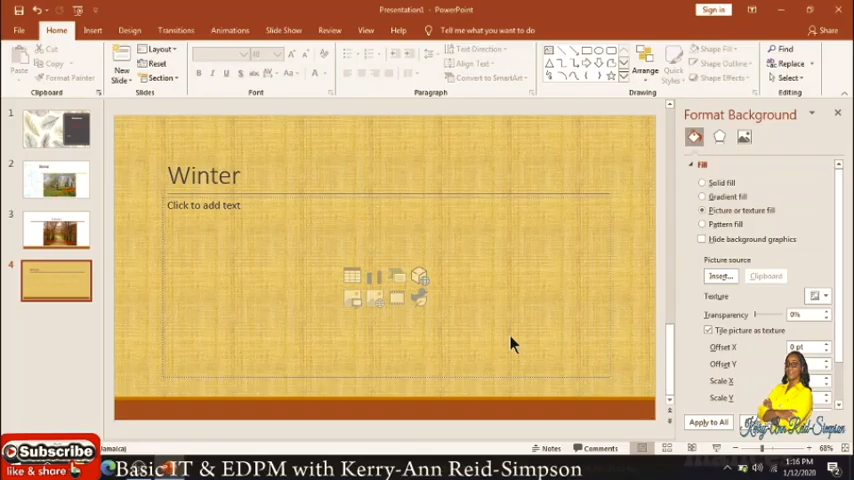 Presentation1 - PowerPoint
Sign in
File Home Insert Design Transitions Animations Slideshow Review View Help Tell me what you want to do Share
Cut
Copy
Format Painter
Paste
Clipboard
New
Slide
Layout
Reset
Section
Slides
Font
Text Direction
Align Text
Convert to SmartArt
Paragraph
Arrange
Quick
Styles
Shape Fill
Shape Outline
Shape Effects
Drawing
Find
Replace
Select
Editing
1
2
3
4
Winter
Click to add text
Format Background
Fill
Solid fill
Gradient fill
Picture or texture fill
Pattern fill
Hide background graphics
Picture source
Insert...
Clipboard
Texture
Transparency 0%
Tile picture as texture
Offset X 0 pt
Offset Y
Scale X
Scale Y
Apply to All
Kerry-Ann Reid-Simpson
Notes
Comments
68%
Subscribe
like & share
Basic IT & EDPM with Kerry-Ann Reid-Simpson
1:16 PM
1/12/2020
2